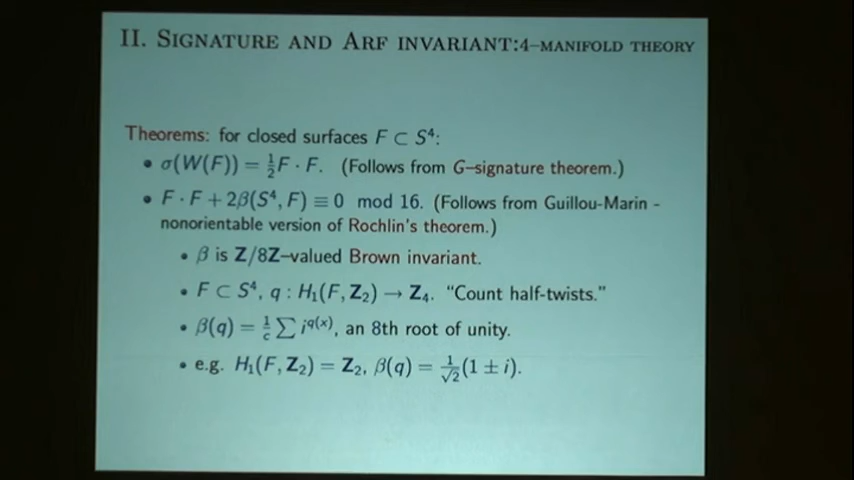 II. SIGNATURE AND ARF INVARIANT:4–MANIFOLD THEORY
Theorems: for closed surfaces F ⊂ S⁴:
• σ(W(F)) = ½F · F. (Follows from G–signature theorem.)
• F · F + 2β(S⁴, F) ≡ 0 mod 16. (Follows from Guillou-Marin -
nonorientable version of Rochlin's theorem.)
• β is Z/8Z–valued Brown invariant.
• F ⊂ S⁴, q : H₁(F, Z₂) → Z₄. “Count half-twists.”
• β(q) = 1/c ∑ i^q(x), an 8th root of unity.
• e.g. H₁(F, Z₂) = Z₂, β(q) = 1/√2(1 ± i).